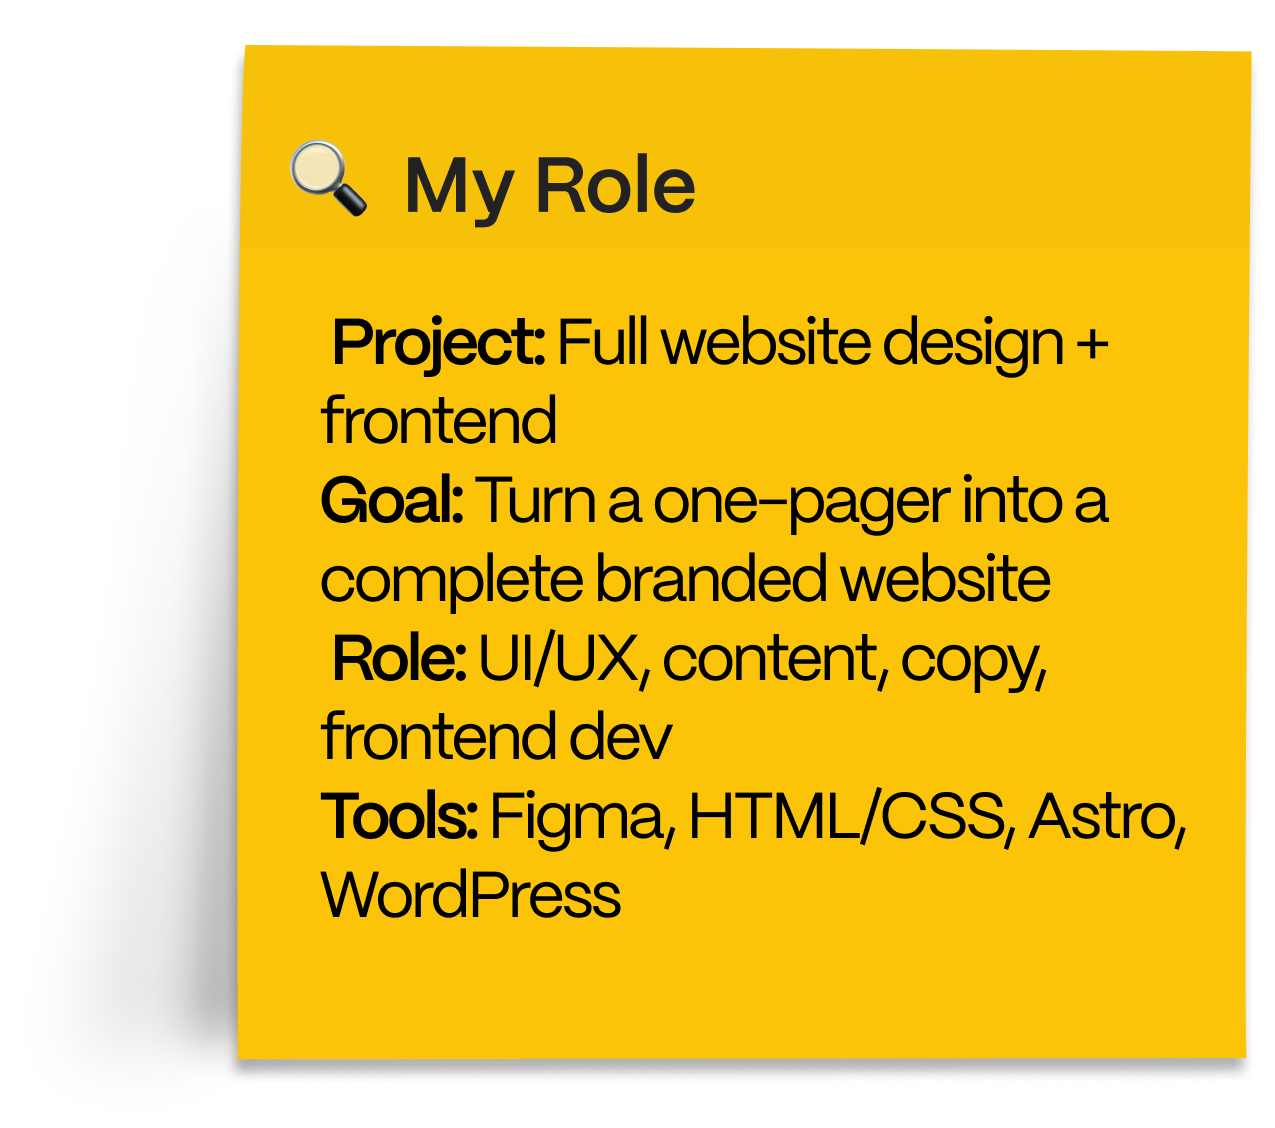 My Role
Project: Full website design +
frontend
Goal: Turn a one-pager into a
complete branded website
Role: UI/UX, content, copy,
frontend dev
Tools: Figma, HTML/CSS, Astro,
WordPress